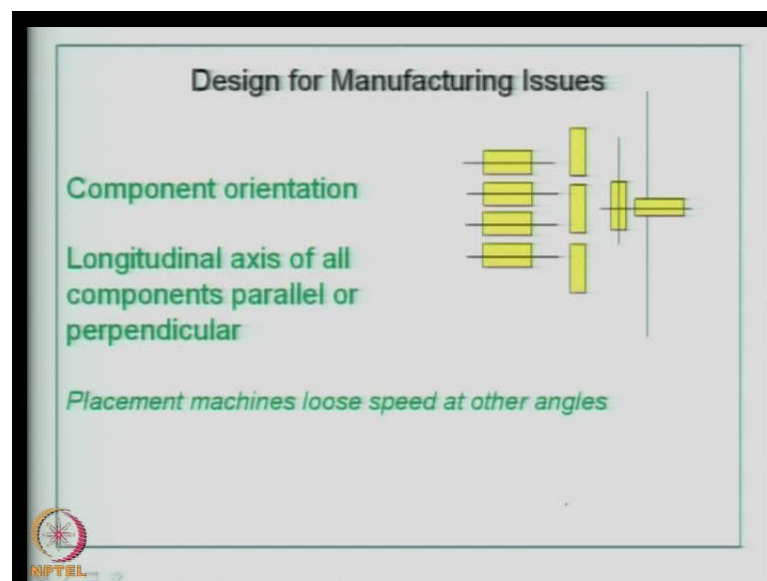 Design for Manufacturing Issues
Component orientation
Longitudinal axis of all
components parallel or
perpendicular
Placement machines loose speed at other angles
NPTEL